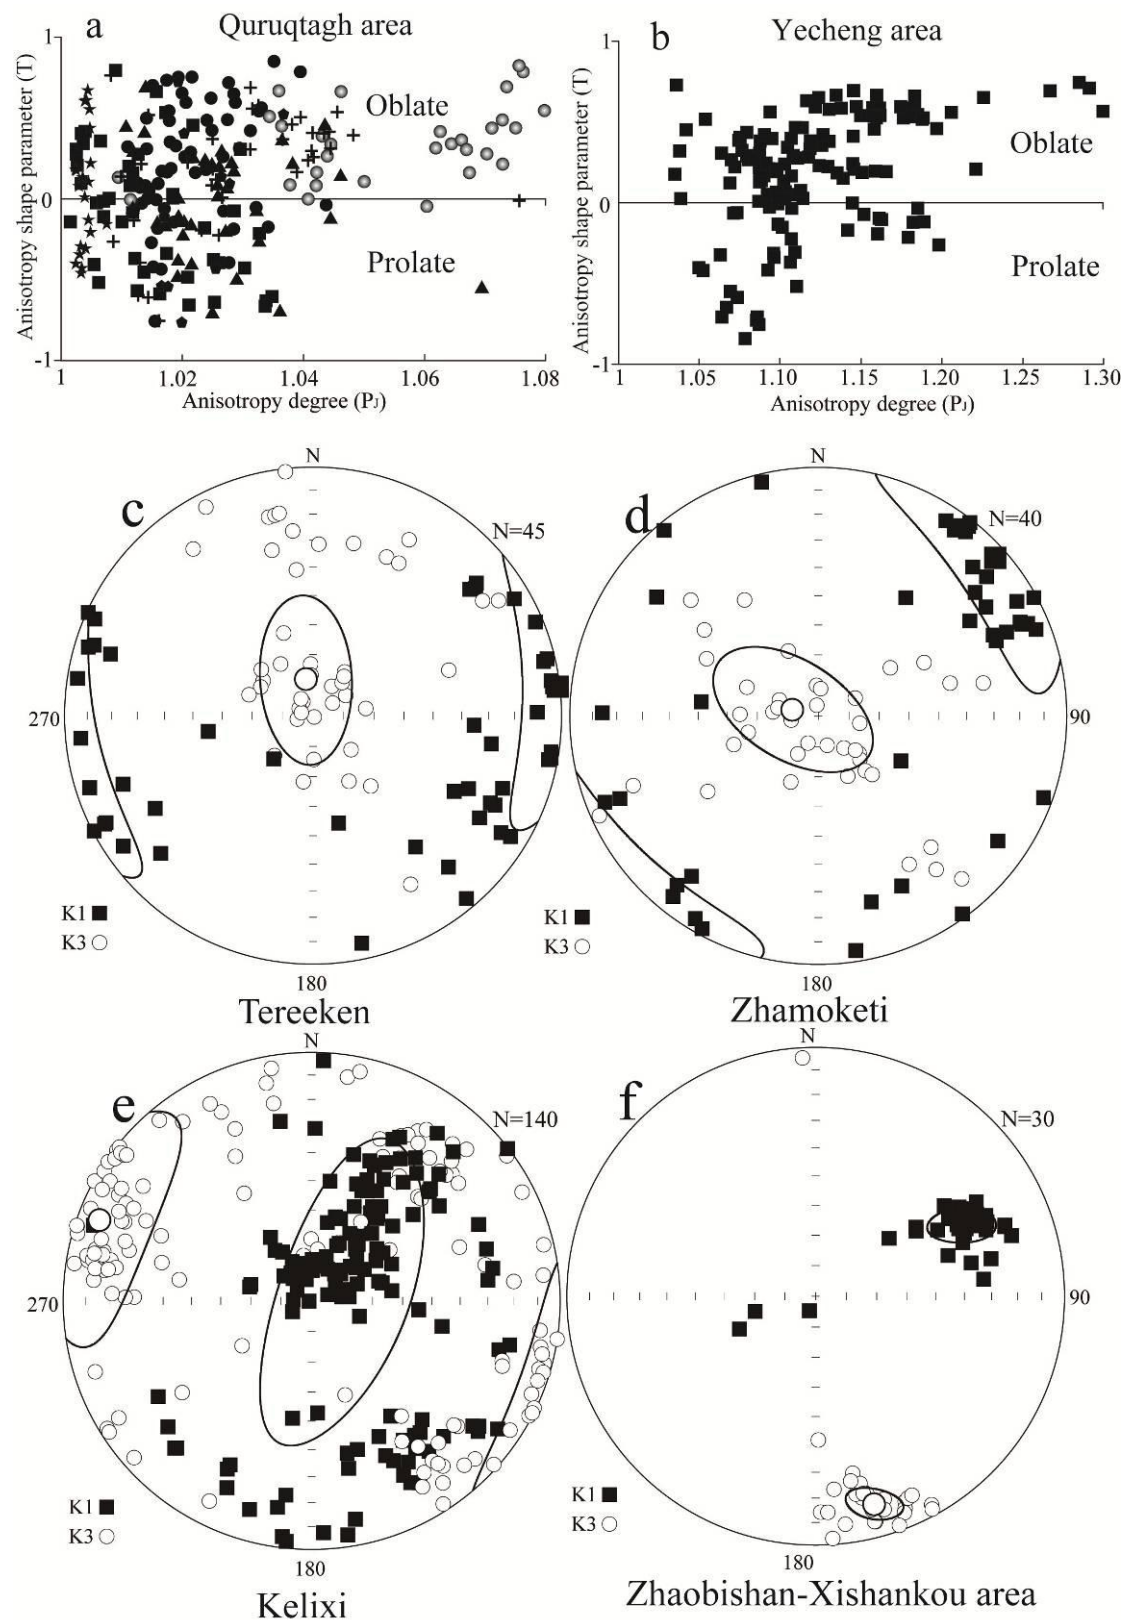 a
Quruqtagh area
1
0
-1
Anisotropy shape parameter (T)
Oblate
Prolate
1
1.02
1.04
1.06
1.08
Anisotropy degree (PJ)
b
Yecheng area
1
0
-1
Anisotropy shape parameter (T)
Oblate
Prolate
1
1.05
1.10
1.15
1.20
1.25
1.30
Anisotropy degree (PJ)
c
N
N=45
270
K1
K3
180
Tereeken
d
N
N=40
90
K1
K3
180
Zhamoketi
e
N
N=140
270
K1
K3
180
Kelixi
f
N
N=30
90
K1
K3
180
Zhaobishan-Xishankou area